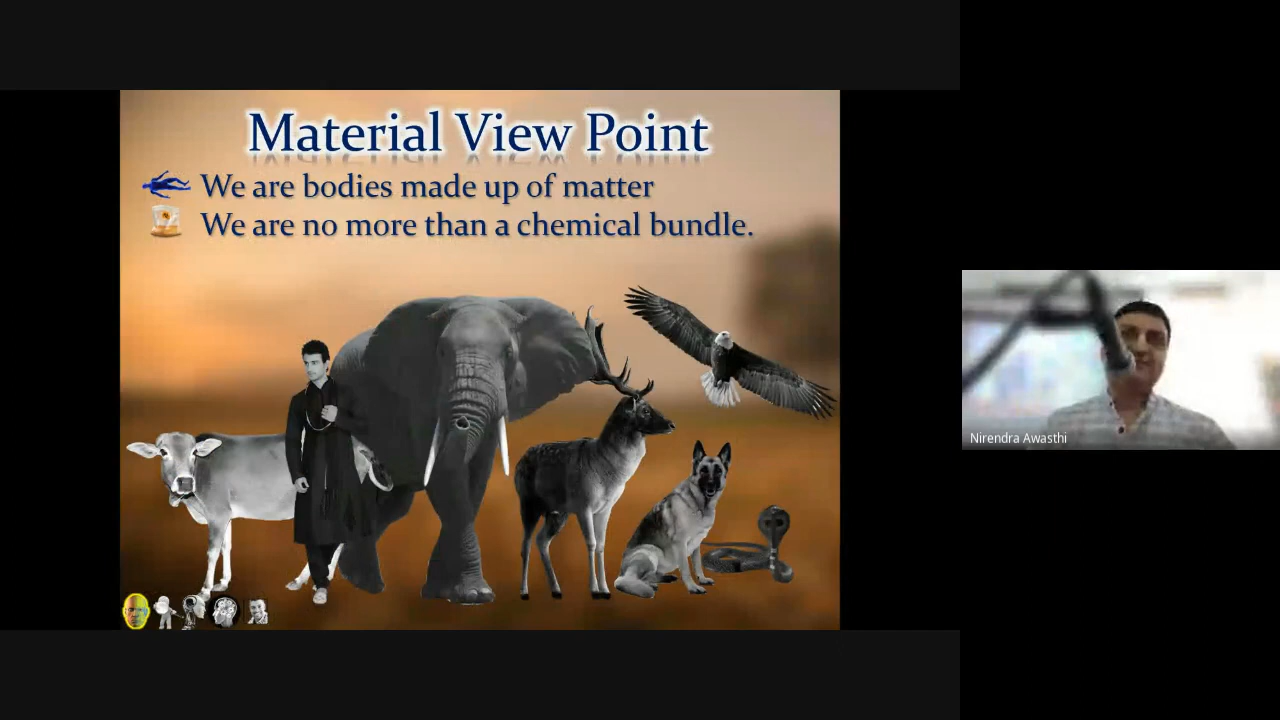 Material View Point
We are bodies made up of matter
We are no more than a chemical bundle.
Nirendra Awasthi